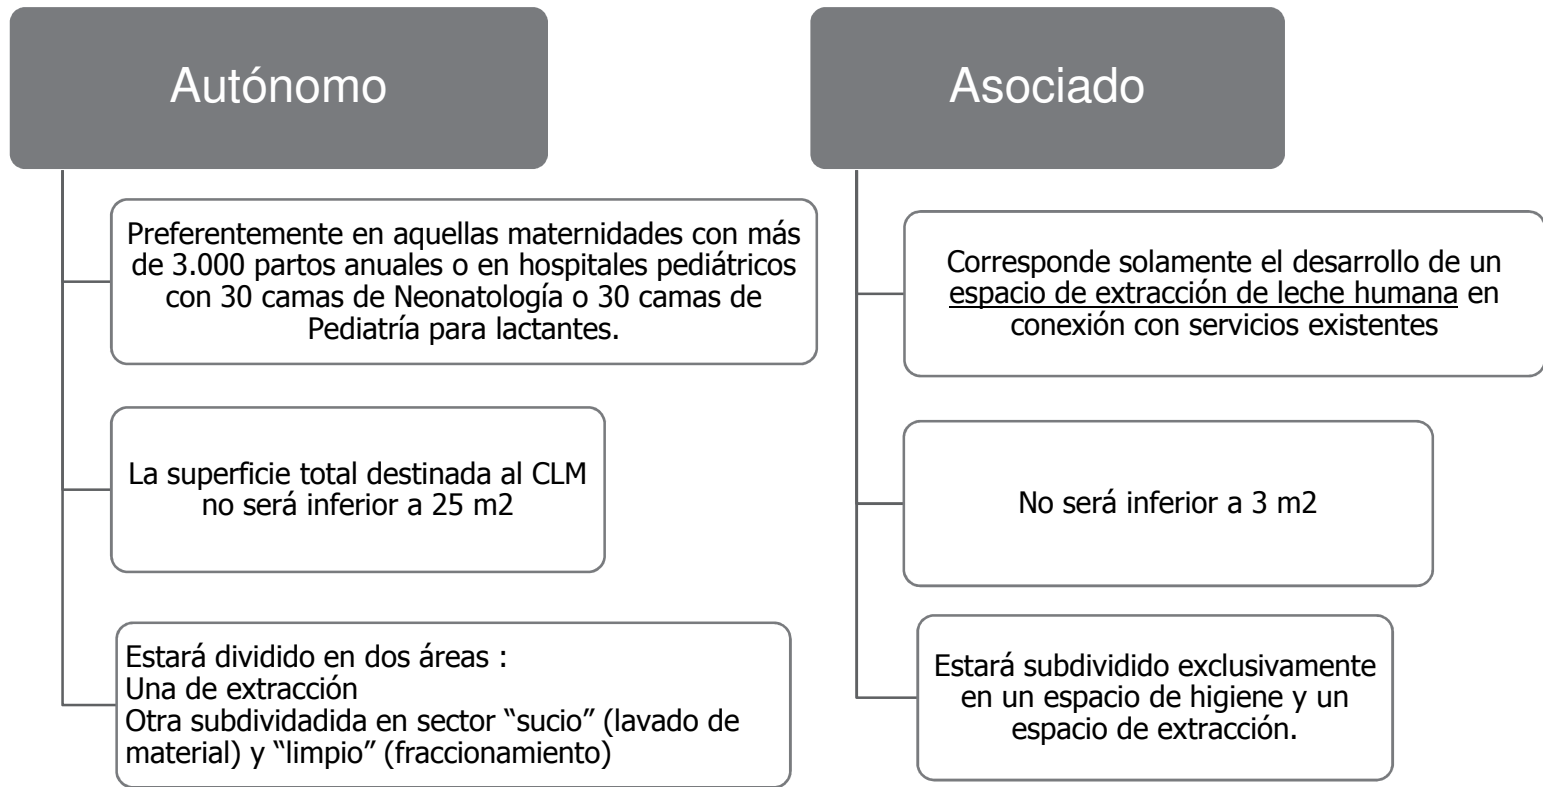 Autónomo
Preferentemente en aquellas maternidades con más
de 3.000 partos anuales o en hospitales pediátricos
con 30 camas de Neonatología o 30 camas de
Pediatría para lactantes.
La superficie total destinada al CLM
no será inferior a 25 m2
Estará dividido en dos áreas :
Una de extracción
Otra subdividadida en sector “sucio” (lavado de
material) y “limpio” (fraccionamiento)
Asociado
Corresponde solamente el desarrollo de un
espacio de extracción de leche humana en
conexión con servicios existentes
No será inferior a 3 m2
Estará subdividido exclusivamente
en un espacio de higiene y un
espacio de extracción.